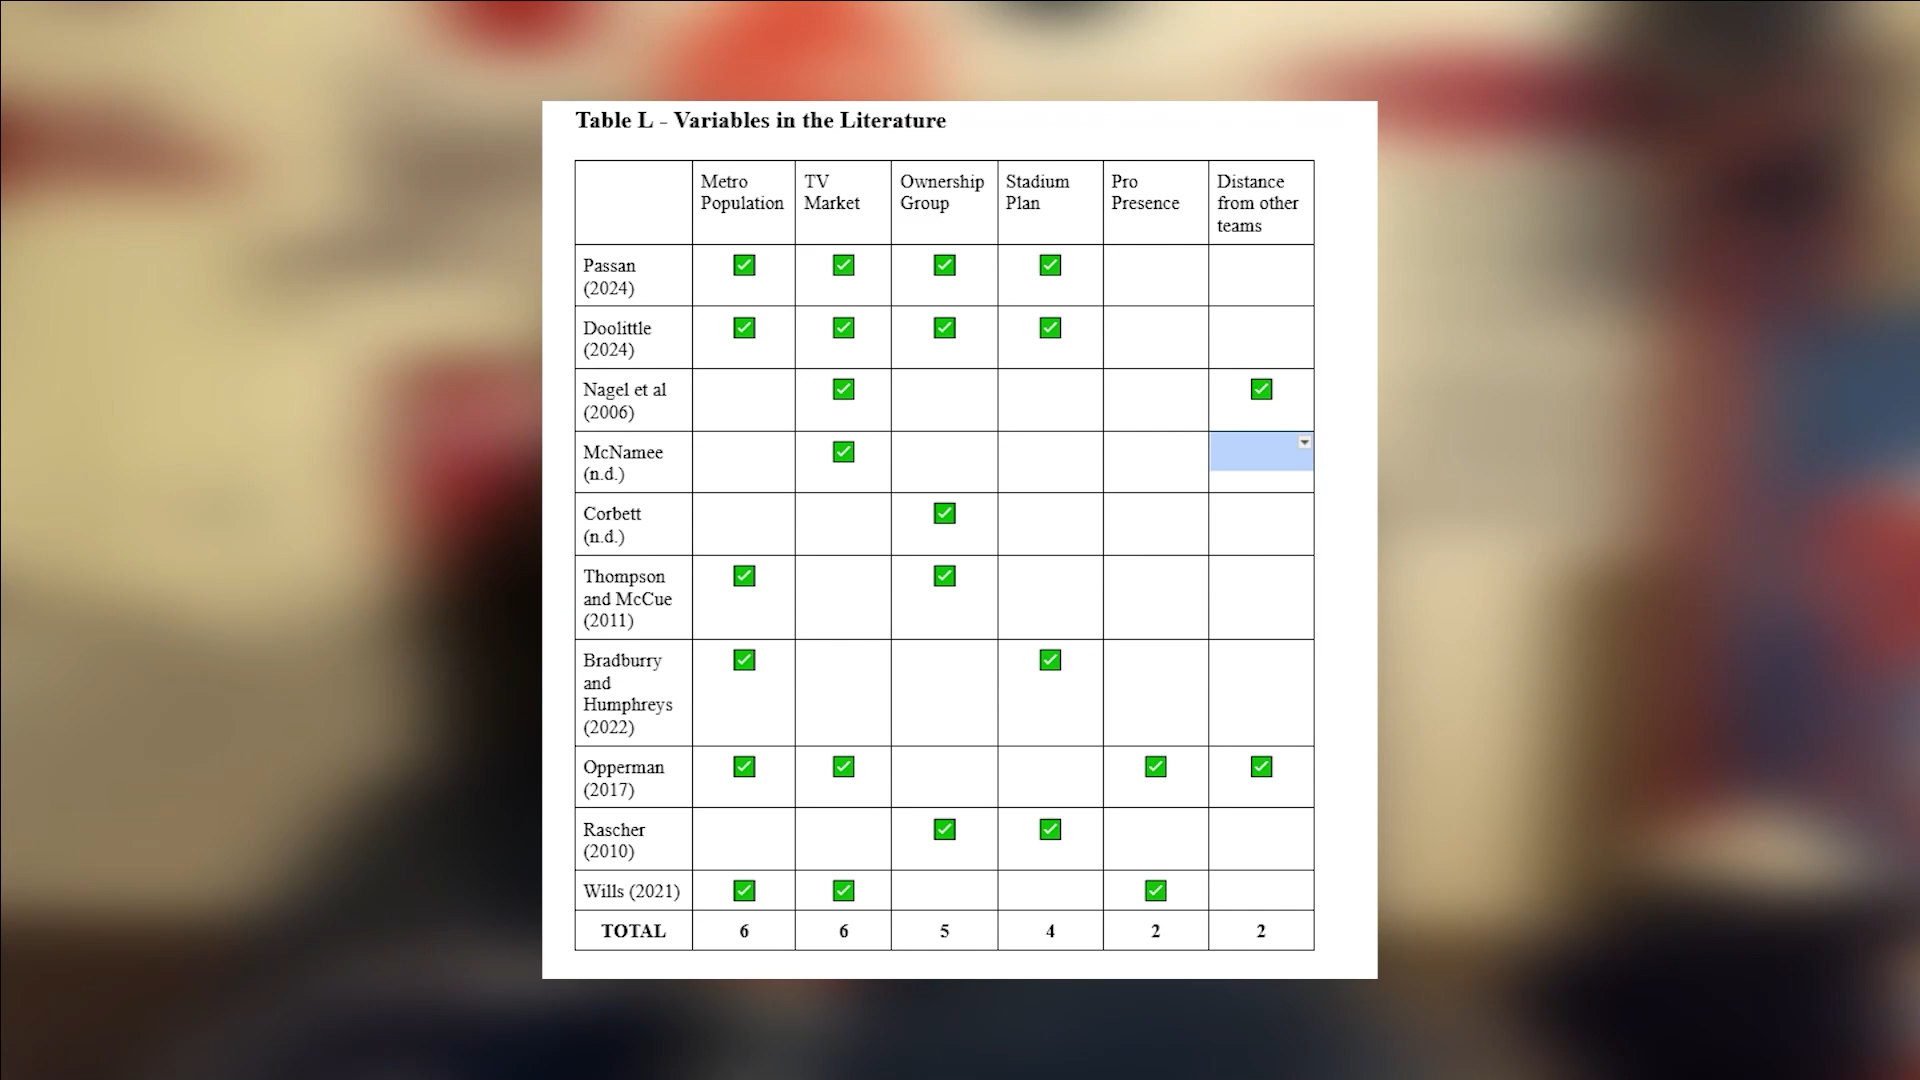 Table L - Variables in the Literature
Metro
Population
TV
Market
Ownership
Group
Stadium
Plan
Pro
Presence
Distance
from other
teams
Passan
(2024)
Doolittle
(2024)
Nagel et al
(2006)
McNamee
(n.d.)
Corbett
(n.d.)
Thompson
and McCue
(2011)
Bradburry
and
Humphreys
(2022)
Opperman
(2017)
Rascher
(2010)
Wills (2021)
TOTAL 6 6 5 4 2 2